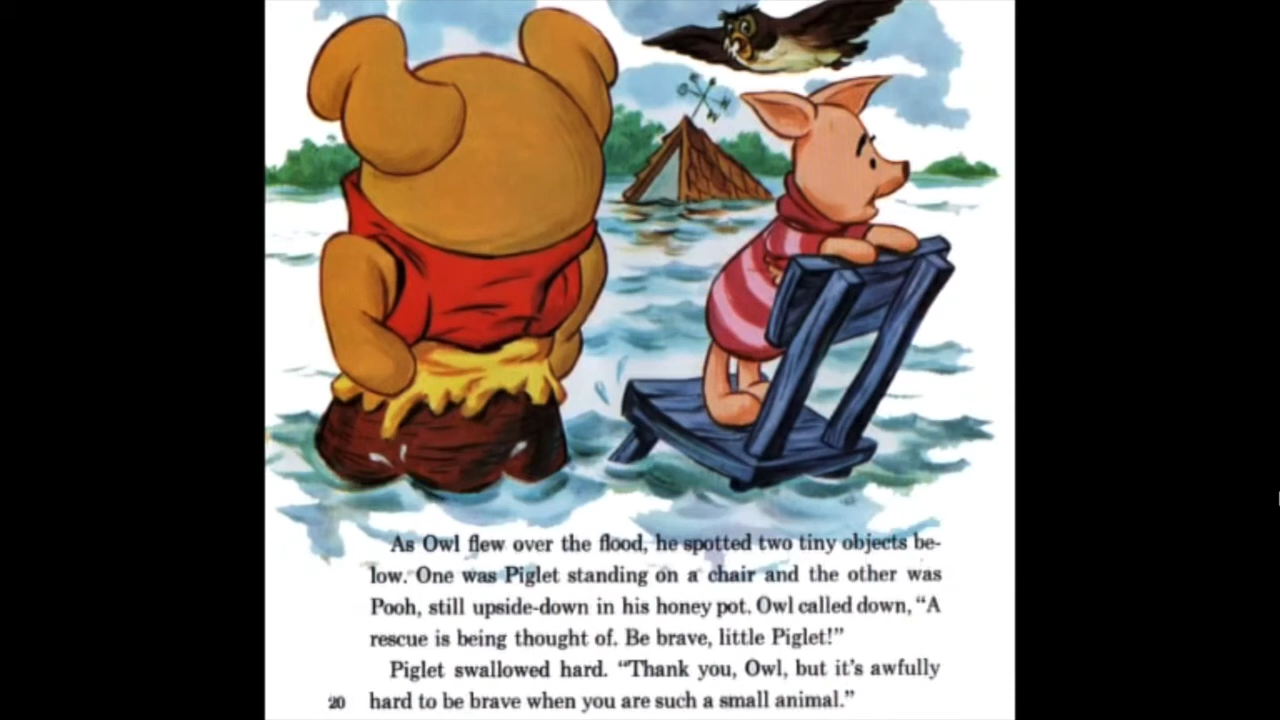 As Owl flew over the flood, he spotted two tiny objects be-
low. One was Piglet standing on a chair and the other was
Pooh, still upside-down in his honey pot. Owl called down, “A
rescue is being thought of. Be brave, little Piglet!”
Piglet swallowed hard. “Thank you, Owl, but it’s awfully
20 hard to be brave when you are such a small animal.”